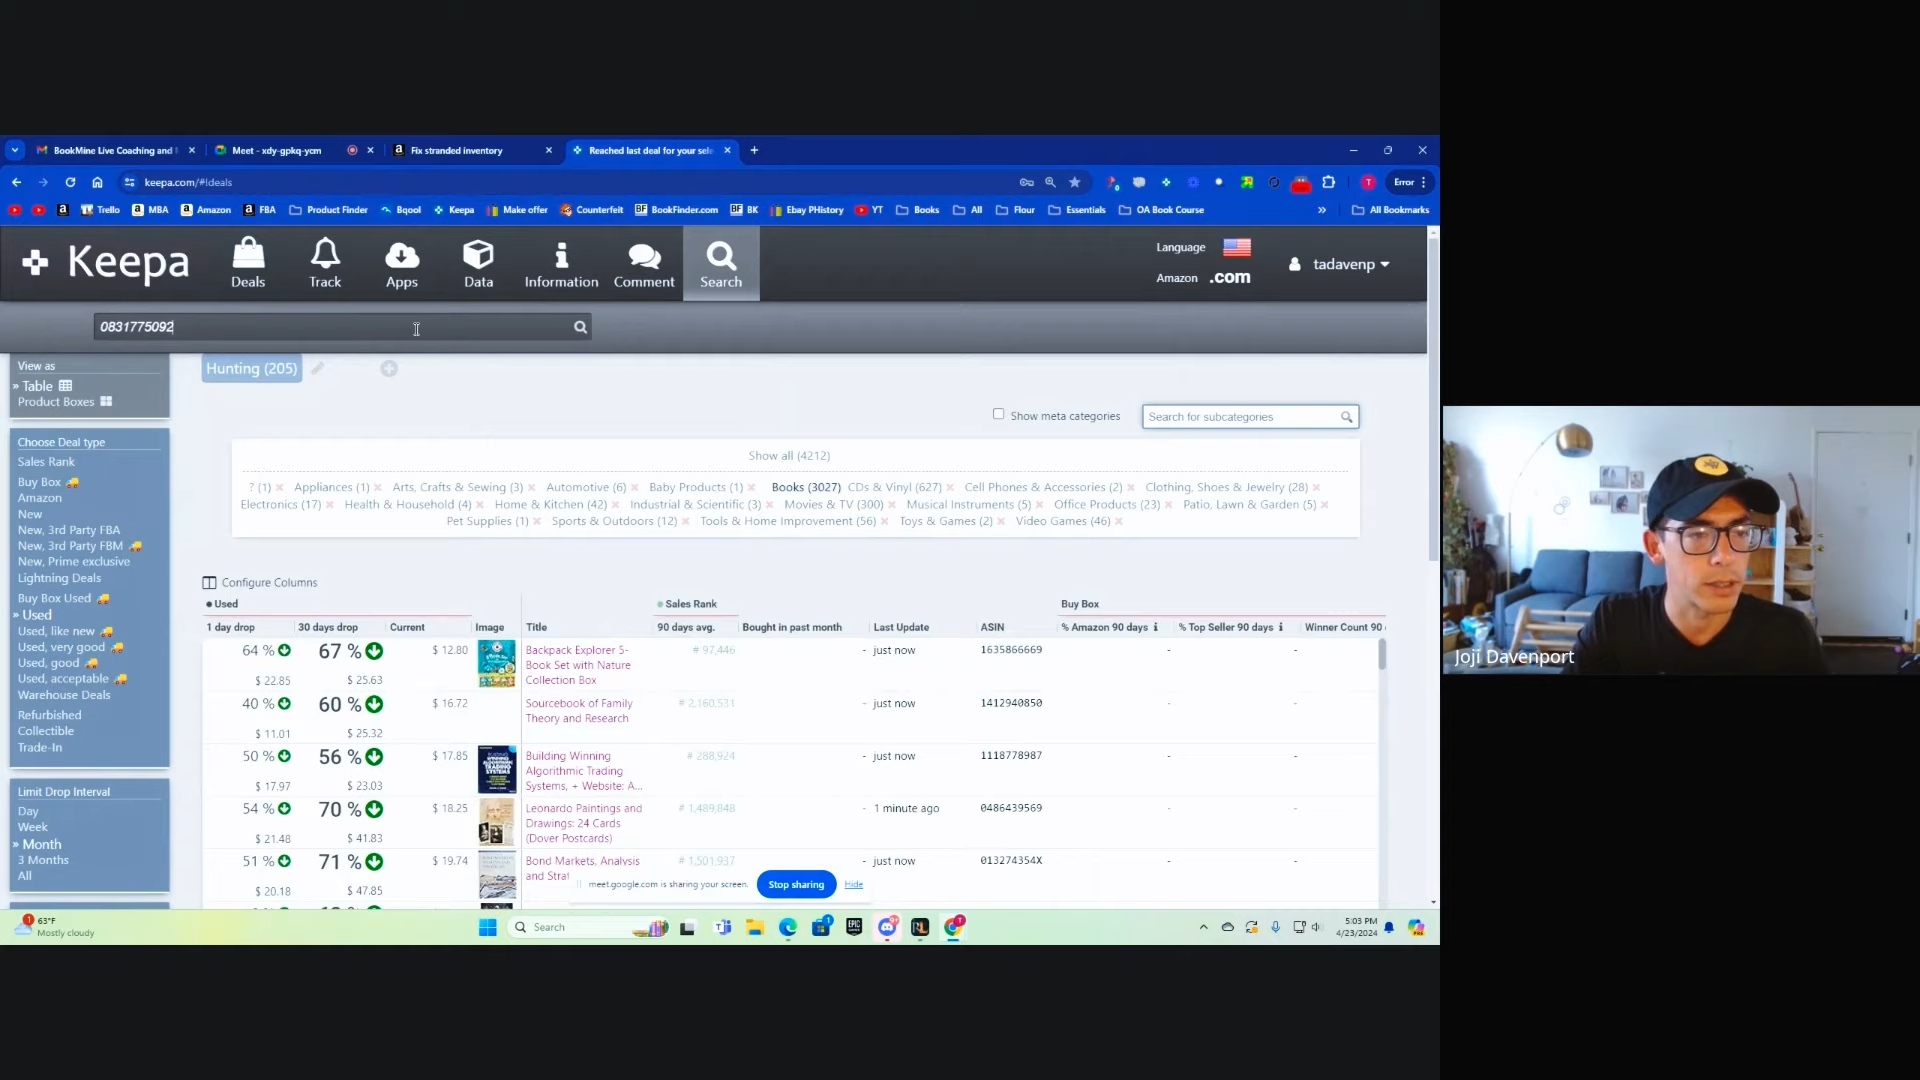 BookMine Live Coaching and
Meet - xdy-gpkq-ycm
Fix stranded inventory
Reached last deal for your sele
keepa.com/#!deals
Error
Trello
MBA
Amazon
FBA
Product Finder
Bqool
Keepa
Make offer
Counterfeit
BookFinder.com
BK
Ebay PHistory
YT
Books
All
Flour
Essentials
OA Book Course
»
All Bookmarks
Keepa
Deals
Track
Apps
Data
Information
Comment
Search
Language
Amazon .com
tadavenp
0831775092
View as
» Table
Product Boxes
Hunting (205)
Show meta categories
Search for subcategories
Show all (4212)
? (1) Appliances (1) Arts, Crafts & Sewing (3) Automotive (6) Baby Products (1) Books (3027) CDs & Vinyl (627) Cell Phones & Accessories (2) Clothing, Shoes & Jewelry (28)
Electronics (17) Health & Household (4) Home & Kitchen (42) Industrial & Scientific (3) Movies & TV (300) Musical Instruments (5) Office Products (23) Patio, Lawn & Garden (5)
Pet Supplies (1) Sports & Outdoors (12) Tools & Home Improvement (56) Toys & Games (2) Video Games (46)
Choose Deal type
Sales Rank
Buy Box
Amazon
New
New, 3rd Party FBA
New, 3rd Party FBM
New, Prime exclusive
Lightning Deals
Buy Box Used
» Used
Used, like new
Used, very good
Used, good
Used, acceptable
Warehouse Deals
Refurbished
Collectible
Trade-In
Limit Drop Interval
Day
Week
» Month
3 Months
All
Configure Columns
Used
Sales Rank
Buy Box
1 day drop 30 days drop Current Image Title 90 days avg. Bought in past month Last Update ASIN % Amazon 90 days % Top Seller 90 days Winner Count 90
64 % 67 % $ 12.80 Backpack Explorer 5- # 97,446 - just now 1635866669 - -
Book Set with Nature
$ 22.85 $ 25.63 Collection Box
40 % 60 % $ 16.72 Sourcebook of Family # 2,160,531 - just now 1412940850 - -
Theory and Research
$ 11.01 $ 25.32
50 % 56 % $ 17.85 Building Winning # 288,924 - just now 1118778987 - -
Algorithmic Trading
$ 17.97 $ 23.03 Systems, + Website: A...
54 % 70 % $ 18.25 Leonardo Paintings and # 1,489,848 - 1 minute ago 0486439569 - -
Drawings: 24 Cards
$ 21.48 $ 41.83 (Dover Postcards)
51 % 71 % $ 19.74 Bond Markets, Analysis # 1,501,937 - just now 013274354X - -
and Strat
$ 20.18 $ 47.85
meet.google.com is sharing your screen.
Stop sharing
Hide
Joji Davenport
63°F
Mostly cloudy
Search
5:03 PM
4/23/2024